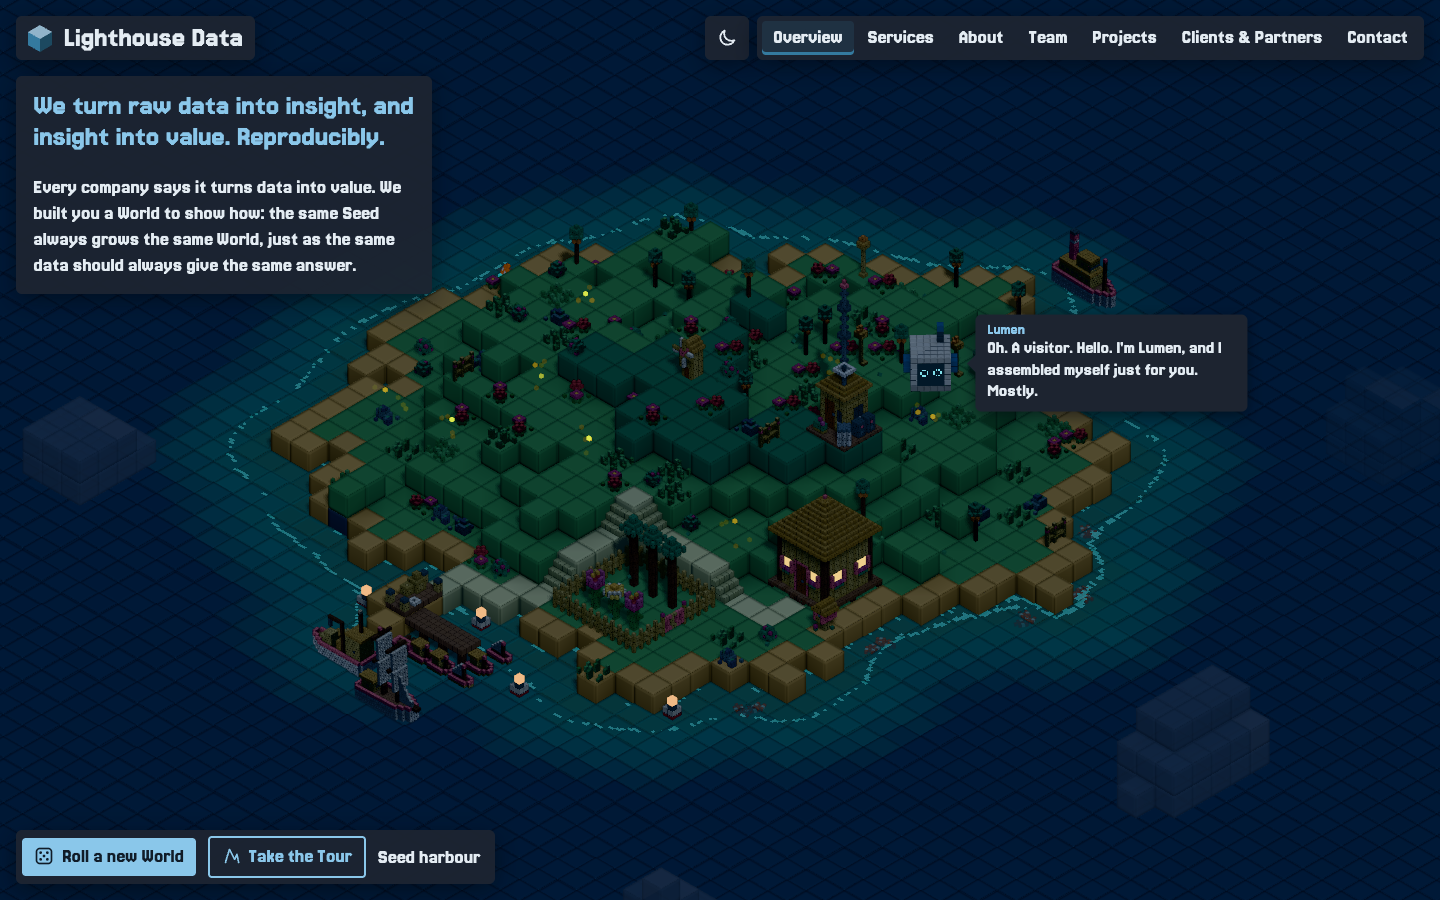 Lighthouse Data
Overview
Services
About
Team
Projects
Clients & Partners
Contact
We turn raw data into insight, and
insight into value. Reproducibly.
Every company says it turns data into value. We
built you a World to show how: the same Seed
always grows the same World, just as the same
data should always give the same answer.
Lumen
Oh. A visitor. Hello. I'm Lumen, and I
assembled myself just for you.
Mostly.
Roll a new World
Take the Tour
Seed harbour